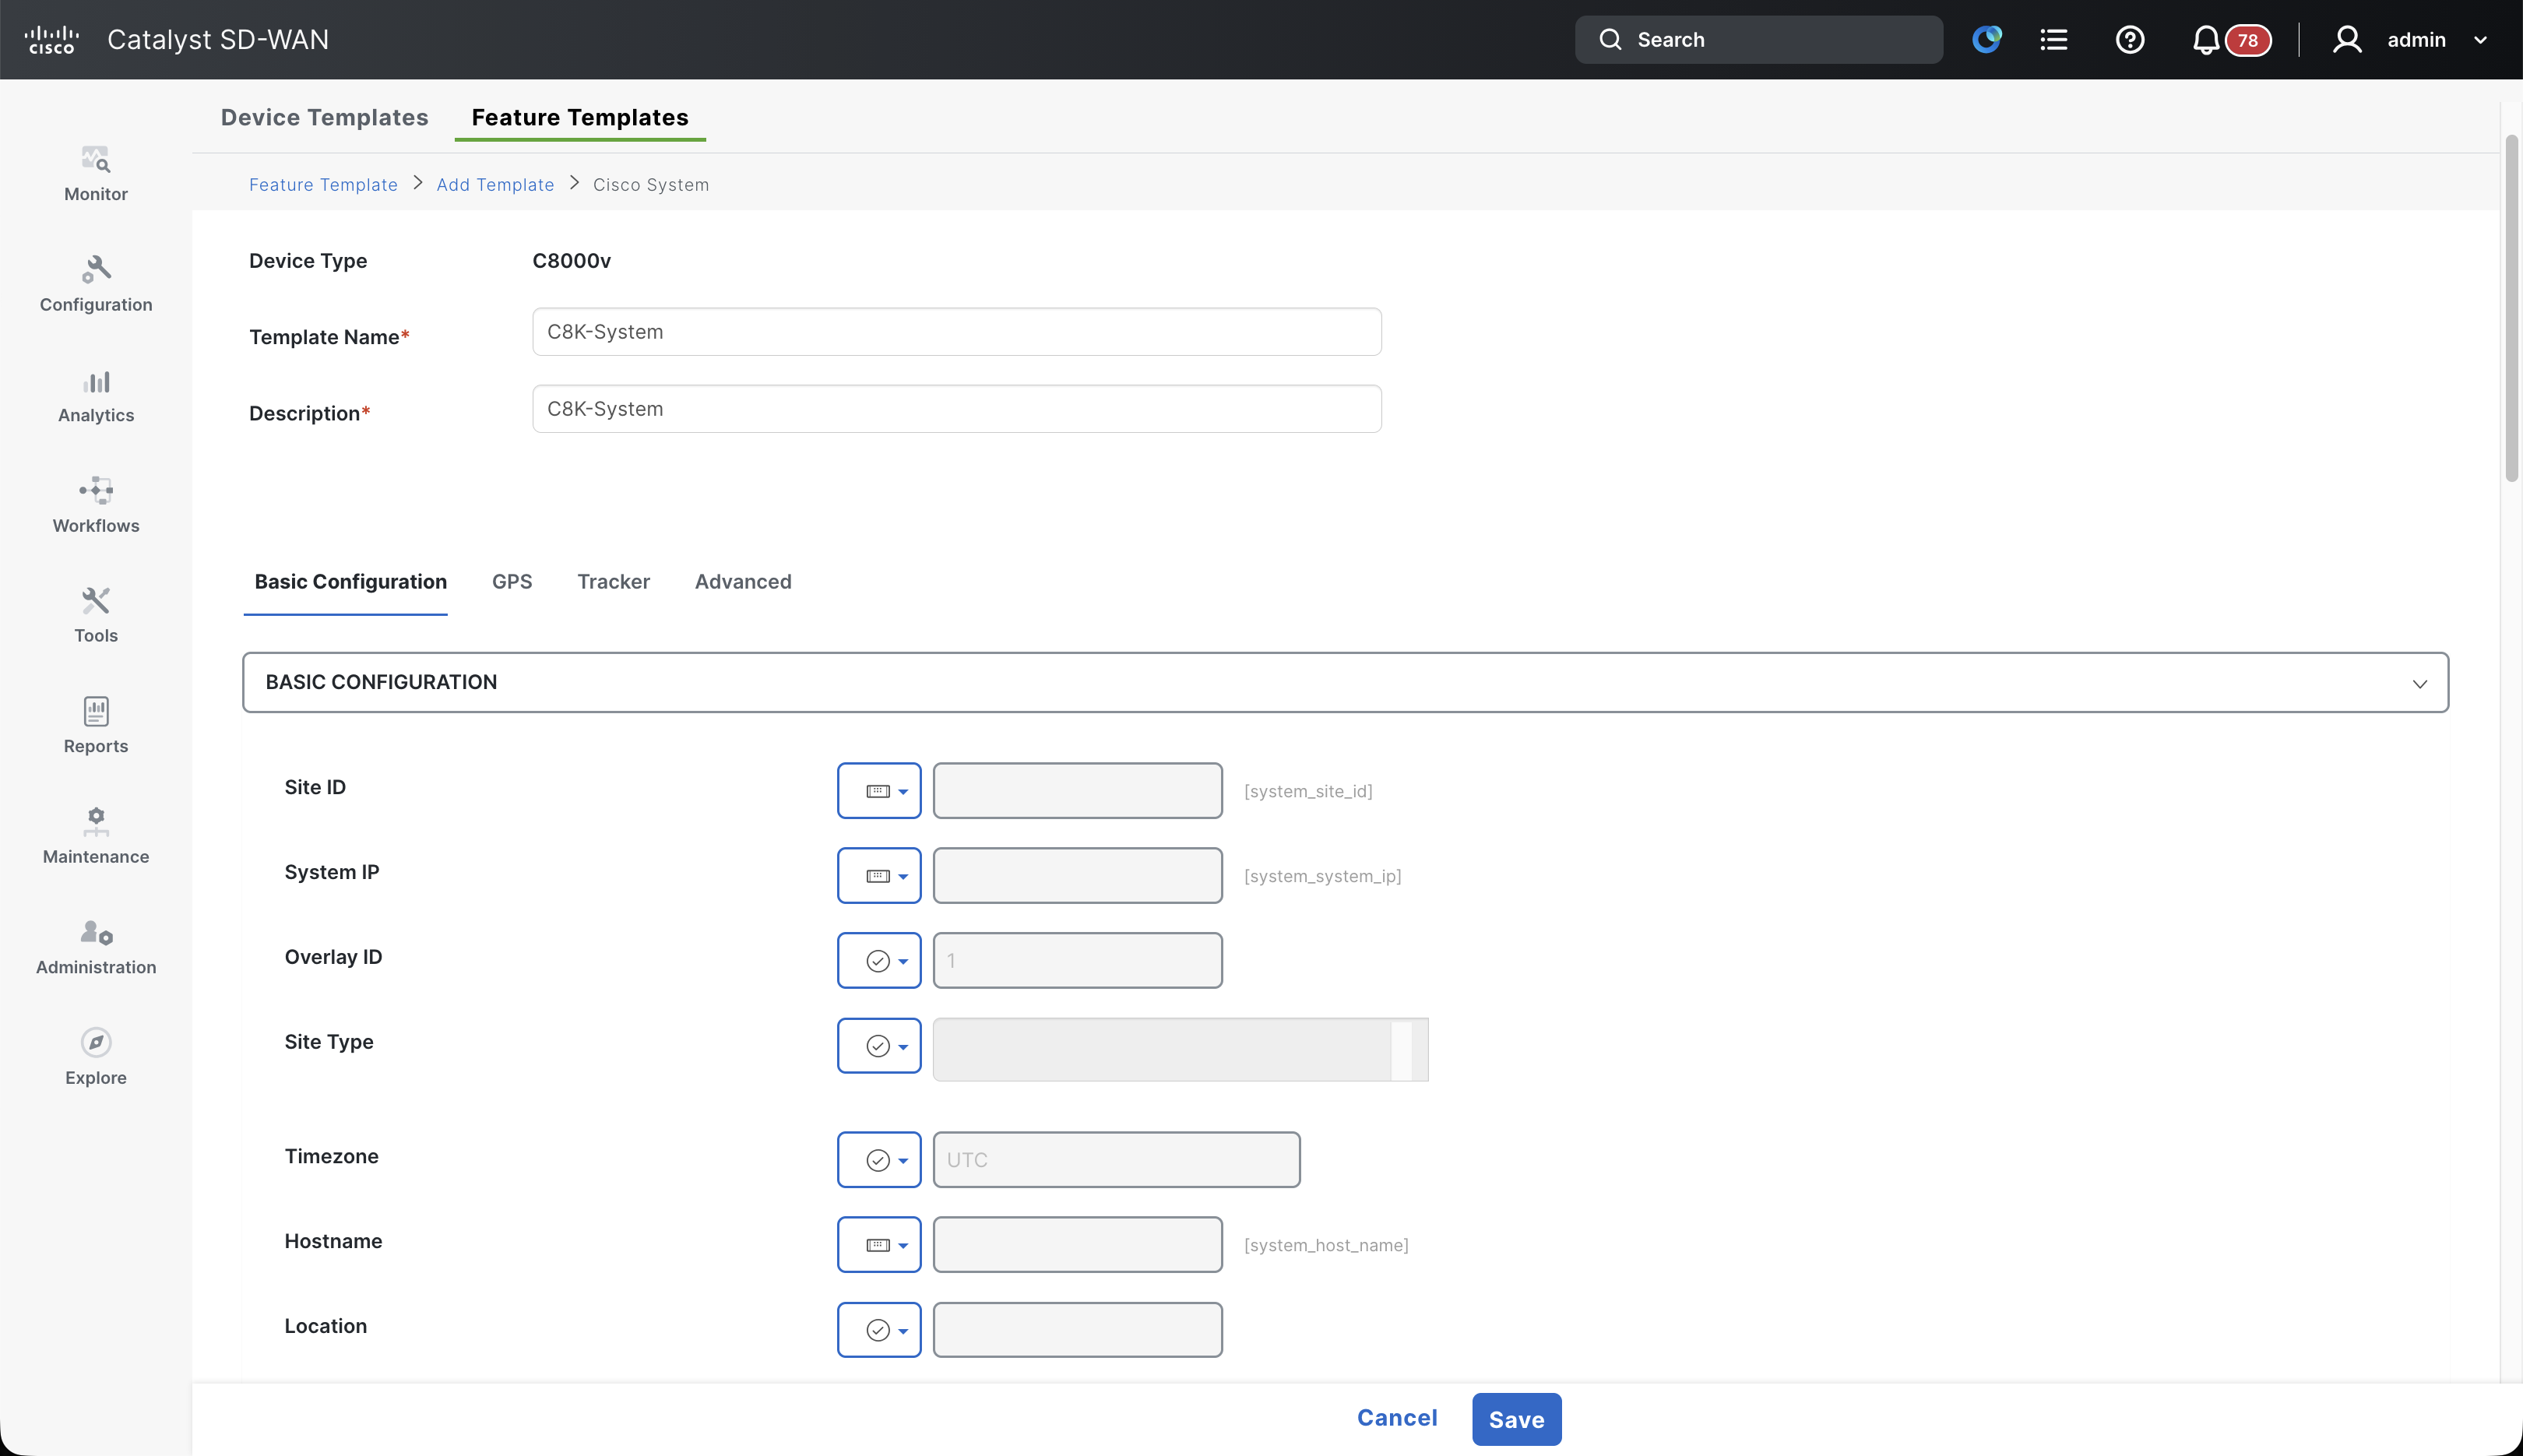 cisco Catalyst SD-WAN Search 78 admin
Device Templates Feature Templates
Feature Template > Add Template > Cisco System
Monitor
Configuration
Analytics
Workflows
Tools
Reports
Maintenance
Administration
Explore
Device Type C8000v
Template Name* C8K-System
Description* C8K-System
Basic Configuration GPS Tracker Advanced
BASIC CONFIGURATION
Site ID [system_site_id]
System IP [system_system_ip]
Overlay ID 1
Site Type
Timezone UTC
Hostname [system_host_name]
Location
Cancel Save